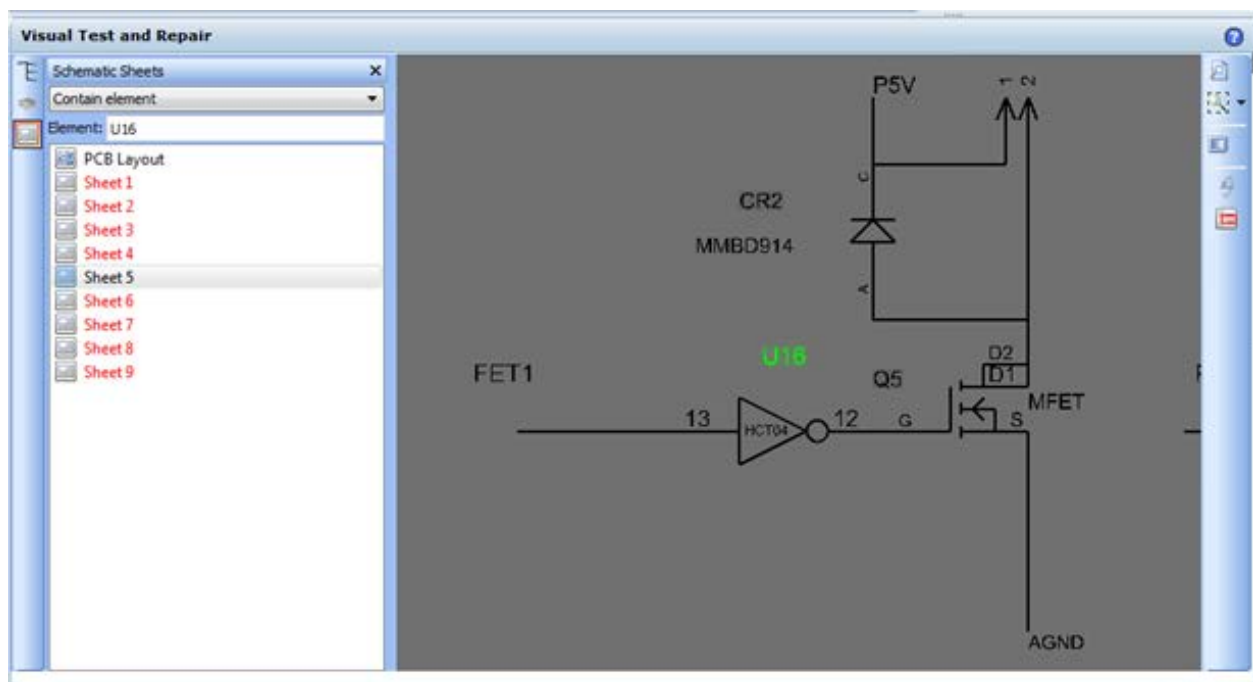 Visual Test and Repair
Schematic Sheets
Contain element
Element: U16
PCB Layout
Sheet 1
Sheet 2
Sheet 3
Sheet 4
Sheet 5
Sheet 6
Sheet 7
Sheet 8
Sheet 9
P5V
1
2
C
CR2
MMBD914
A
U16
FET1
Q5
D2
D1
MFET
13
HCT04
12
G
S
AGND